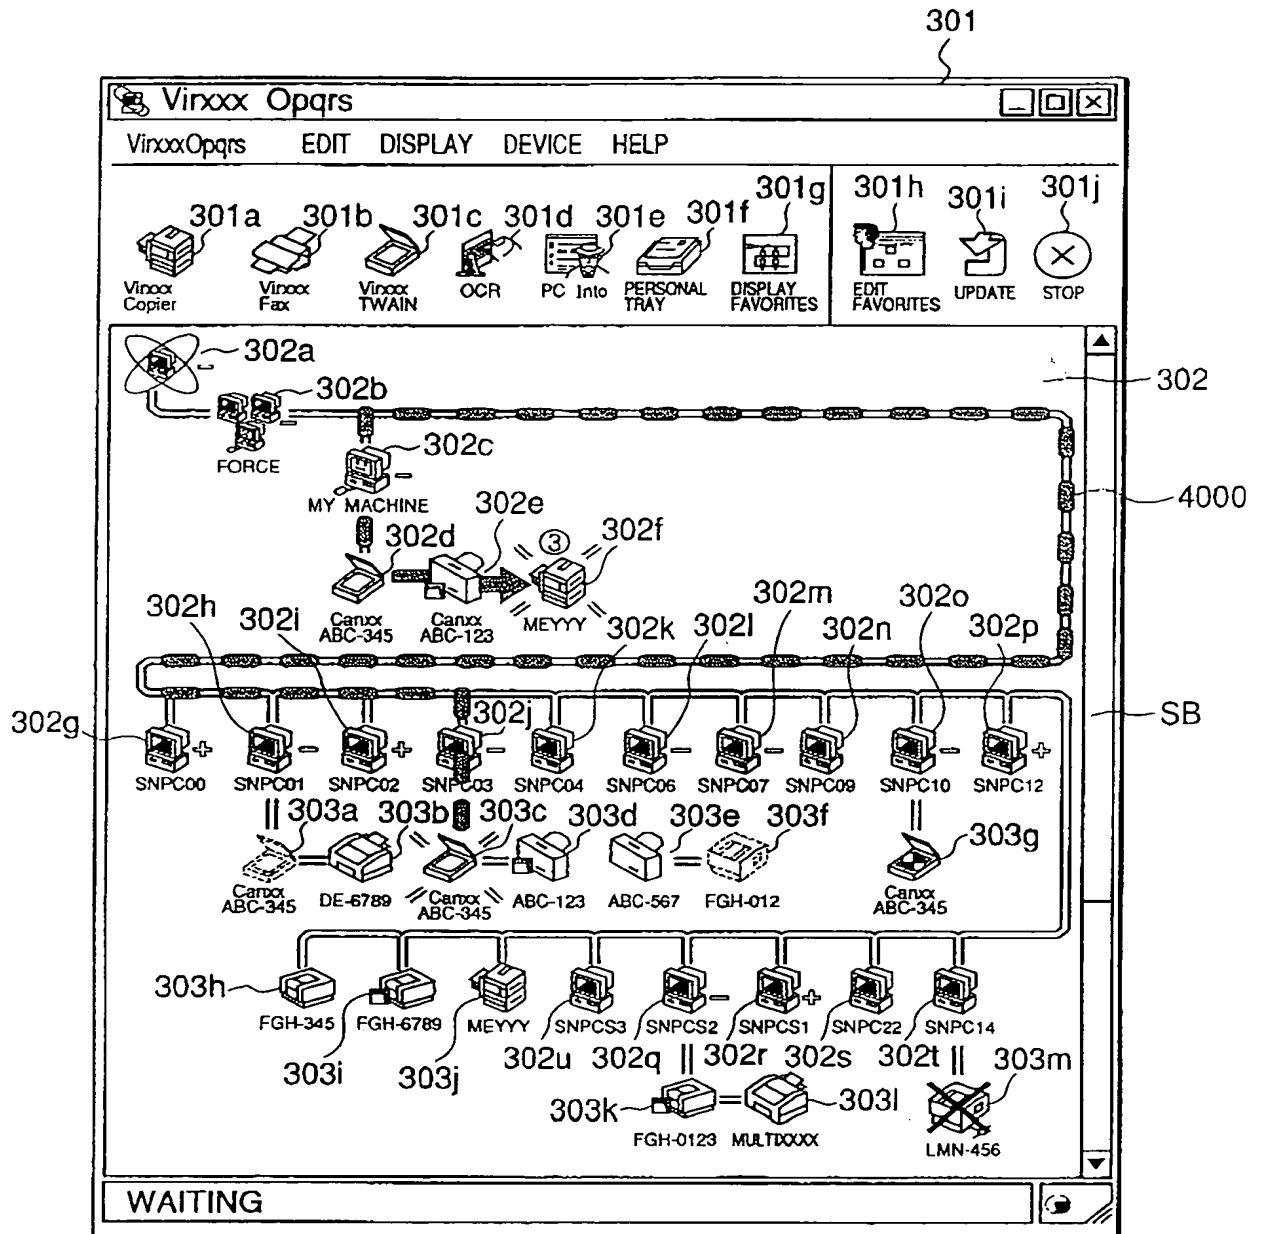 301
Virxxx Opqrs
VirxxxOpqrs EDIT DISPLAY DEVICE HELP
301a 301b 301c 301d 301e 301f 301g 301h 301i 301j
Virxxx Copier
Virxxx Fax
Virxxx TWAIN
OCR
PC Into
PERSONAL TRAY
DISPLAY FAVORITES
EDIT FAVORITES
UPDATE
STOP
302a
302
302b
FORCE
302c
MY MACHINE
4000
302d 302e 302f
3
Canxx ABC-345
Canxx ABC-123
MEYYY
302h 302i 302k 302l 302m 302n 302o 302p
302g 302j SB
SNPC00 SNPC01 SNPC02 SNPC03 SNPC04 SNPC06 SNPC07 SNPC09 SNPC10 SNPC12
303a 303b 303c 303d 303e 303f 303g
Canxx ABC-345
DE-6789
Canxx ABC-345
ABC-123
ABC-567
FGH-012
Canxx ABC-345
303h
FGH-345 FGH-6789 MEYYY SNPCS3 SNPCS2 SNPCS1 SNPC22 SNPC14
303i 303j 302u 302q 302r 302s 302t 303m
303k 303l
FGH-0123 MULTIXXXX LMN-456
WAITING